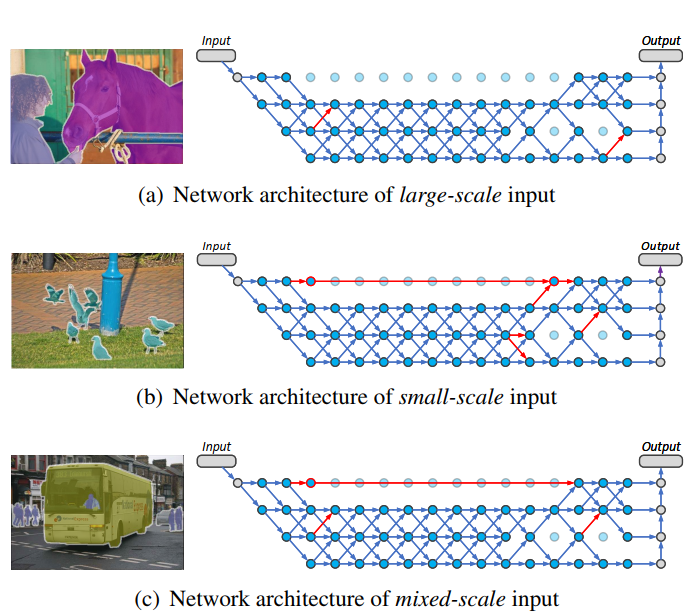 Input
Output
(a) Network architecture of large-scale input
Input
Output
(b) Network architecture of small-scale input
Input
Output
(c) Network architecture of mixed-scale input